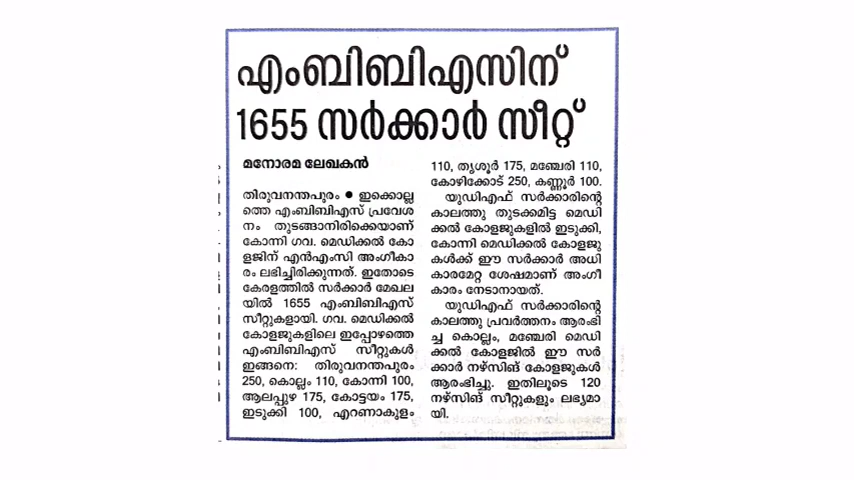 എംബിബിഎസിന്
1655 സർക്കാർ സീറ്റ്
മനോരമ ലേഖകൻ
തിരുവനന്തപുരം ● ഇക്കൊല്ല
ത്തെ എംബിബിഎസ് പ്രവേശ
നം തുടങ്ങാനിരിക്കെയാണ്
കോന്നി ഗവ. മെഡിക്കൽ കോ
ളജിന് എൻഎംസി അംഗീകാ
രം ലഭിച്ചിരിക്കുന്നത്. ഇതോടെ
കേരളത്തിൽ സർക്കാർ മേഖല
യിൽ 1655 എംബിബിഎസ്
സീറ്റുകളായി. ഗവ. മെഡിക്കൽ
കോളജുകളിലെ ഇപ്പോഴത്തെ
എംബിബിഎസ് സീറ്റുകൾ
ഇങ്ങനെ: തിരുവനന്തപുരം
250, കൊല്ലം 110, കോന്നി 100,
ആലപ്പുഴ 175, കോട്ടയം 175,
ഇടുക്കി 100, എറണാകുളം
110, തൃശൂർ 175, മഞ്ചേരി 110,
കോഴിക്കോട് 250, കണ്ണൂർ 100.
യുഡിഎഫ് സർക്കാരിന്റെ
കാലത്തു തുടക്കമിട്ട മെഡി
ക്കൽ കോളജുകളിൽ ഇടുക്കി,
കോന്നി മെഡിക്കൽ കോളജു
കൾക്ക് ഈ സർക്കാർ അധി
കാരമേറ്റ ശേഷമാണ് അംഗീ
കാരം നേടാനായത്.
യുഡിഎഫ് സർക്കാരിന്റെ
കാലത്തു പ്രവർത്തനം ആരംഭി
ച്ച കൊല്ലം, മഞ്ചേരി മെഡി
ക്കൽ കോളജിൽ ഈ സർ
ക്കാർ നഴ്സിങ് കോളജുകൾ
ആരംഭിച്ചു. ഇതിലൂടെ 120
നഴ്സിങ് സീറ്റുകളും ലഭ്യമാ
യി.